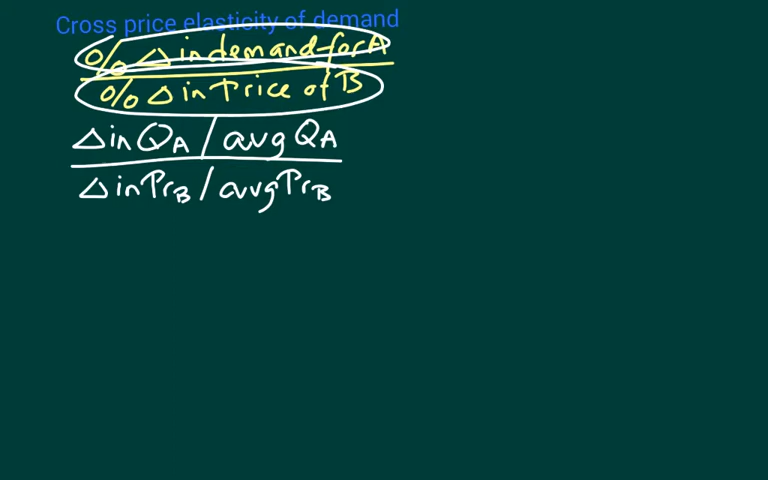 Cross price elasticity of demand
% Δ in demand for A
% Δ in Price of B
Δ in QA / avg QA
Δ in PrB / avg PrB